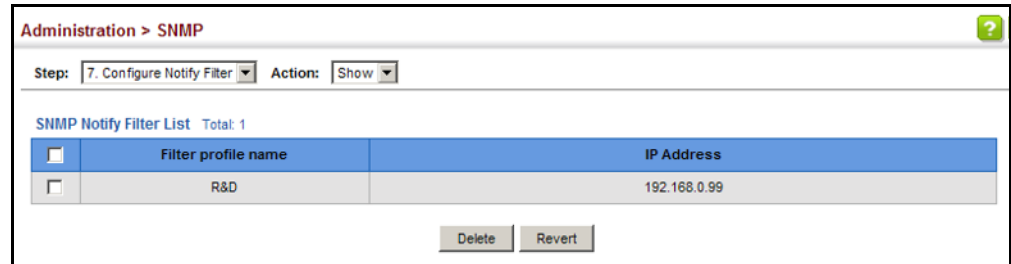 Administration > SNMP
?
Step: 7. Configure Notify Filter Action: Show
SNMP Notify Filter List Total: 1
Filter profile name IP Address
R&D 192.168.0.99
Delete Revert